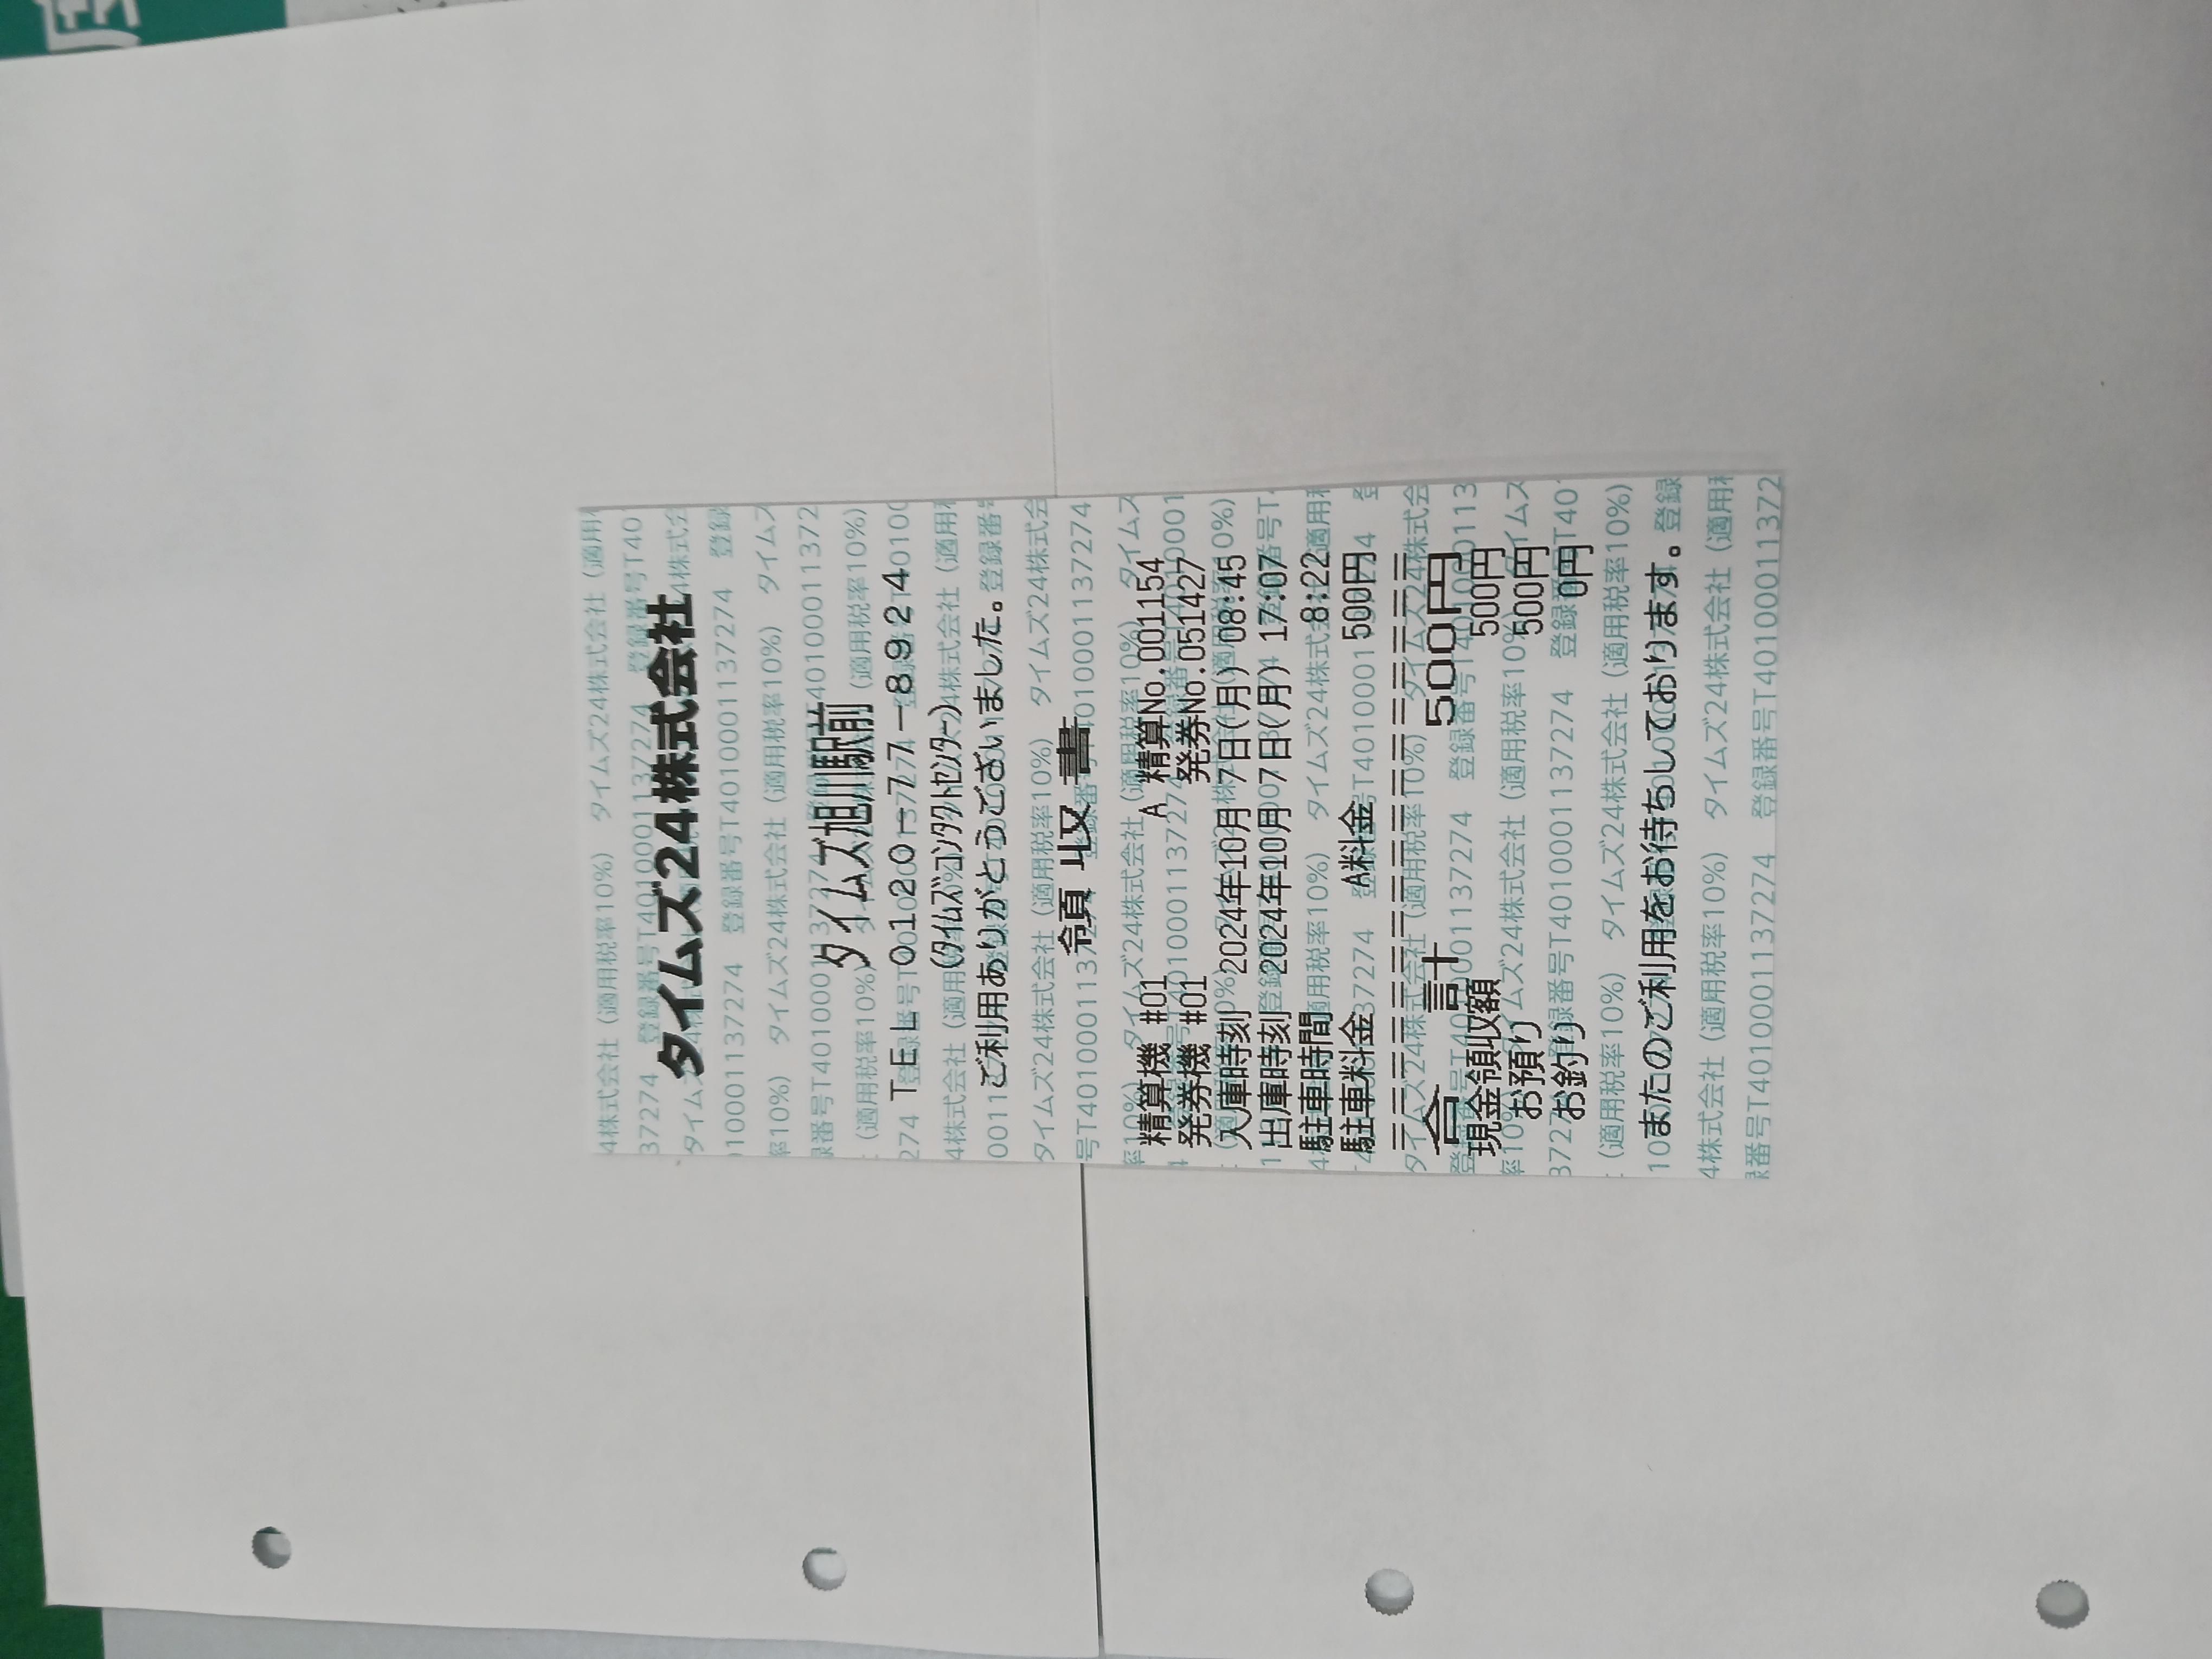 タイムズ24株式会社
タイムズ旭川駅前
TEL 0120-77-8924
(タイムズコンタクトセンター)
ご利用ありがとうございました。
領収書
精算機 #01 A 精算No.001154
発券機 #01 発券No.051427
入庫時刻 2024年10月 7日(月) 08:45
出庫時刻 2024年10月 7日(月) 17:07
駐車時間 8:22
駐車料金 A料金 500円
合 計 500円
現金領収額 500円
お預り 500円
お釣り 0円
またのご利用をお待ちしております。
タイムズ24株式会社 (適用税率10%)
登録番号T4010001137274